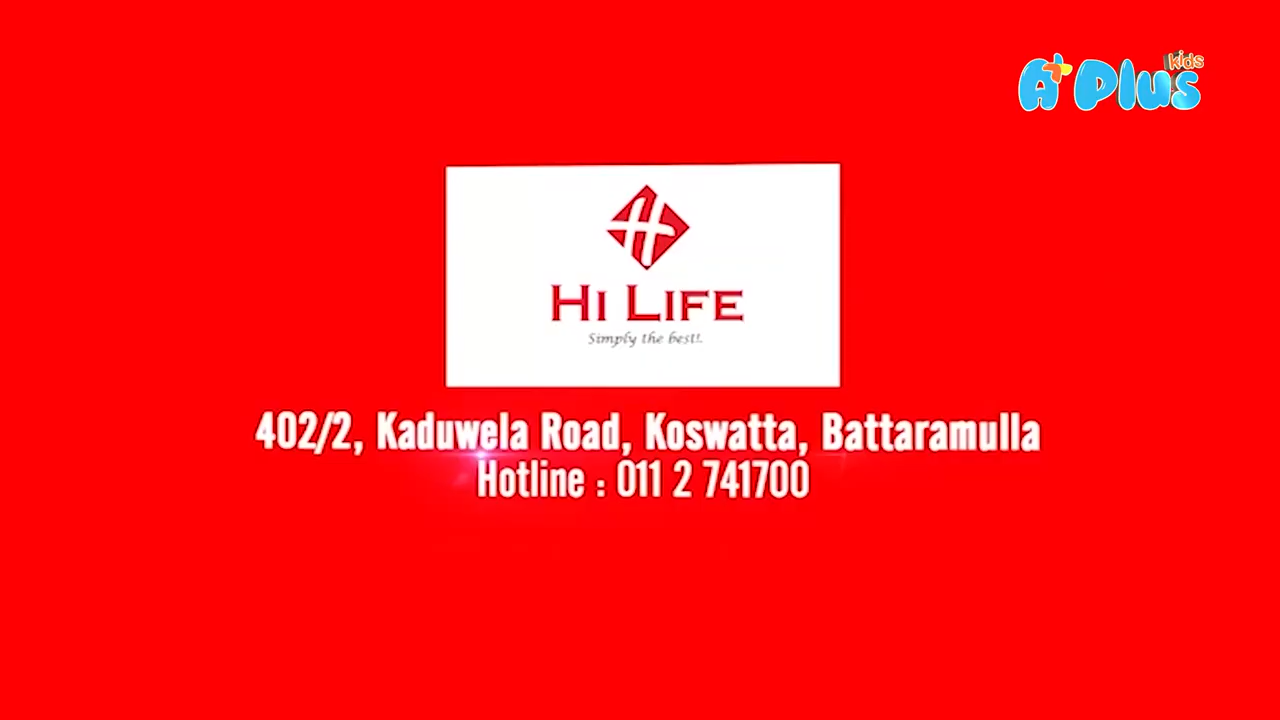 A+ Plus kids
HI LIFE
Simply the best!.
402/2, Kaduwela Road, Koswatta, Battaramulla
Hotline : 011 2 741700